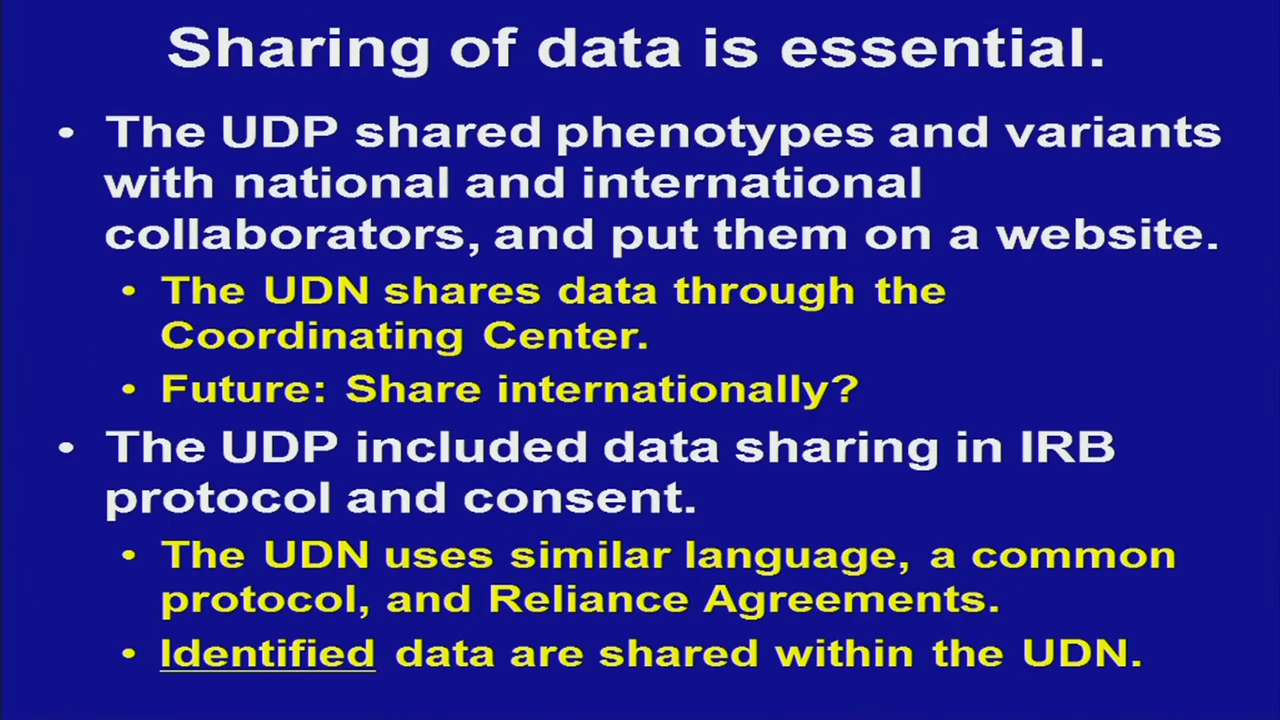 Sharing of data is essential.
• The UDP shared phenotypes and variants
with national and international
collaborators, and put them on a website.
• The UDN shares data through the
Coordinating Center.
• Future: Share internationally?
• The UDP included data sharing in IRB
protocol and consent.
• The UDN uses similar language, a common
protocol, and Reliance Agreements.
• Identified data are shared within the UDN.